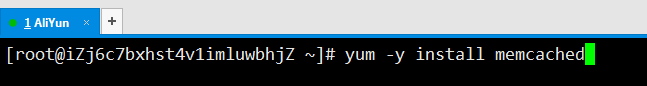 1 AliYun × +
[root@iZj6c7bxhst4v1imluwbhjZ ~]# yum -y install memcached